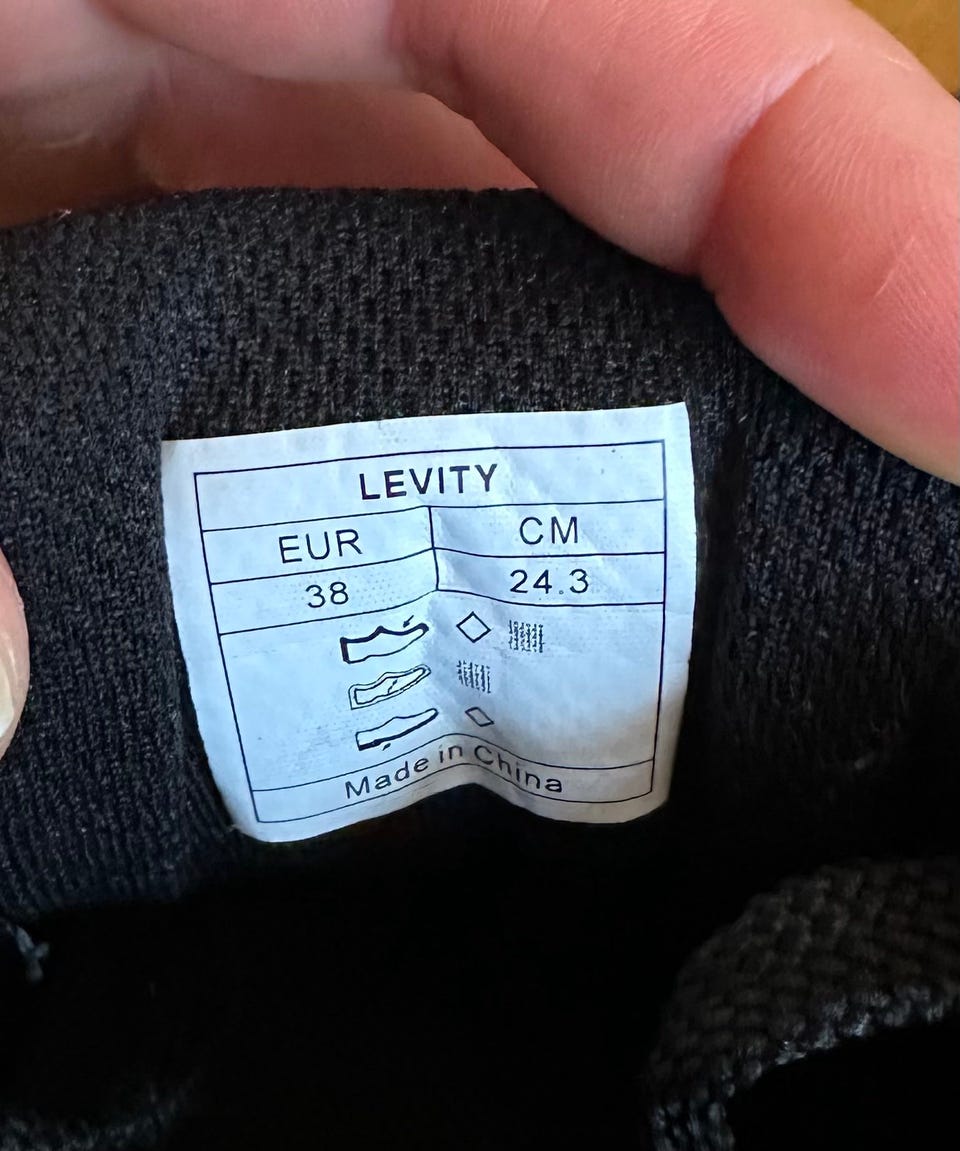 LEVITY
EUR CM
38 24.3
Made in China